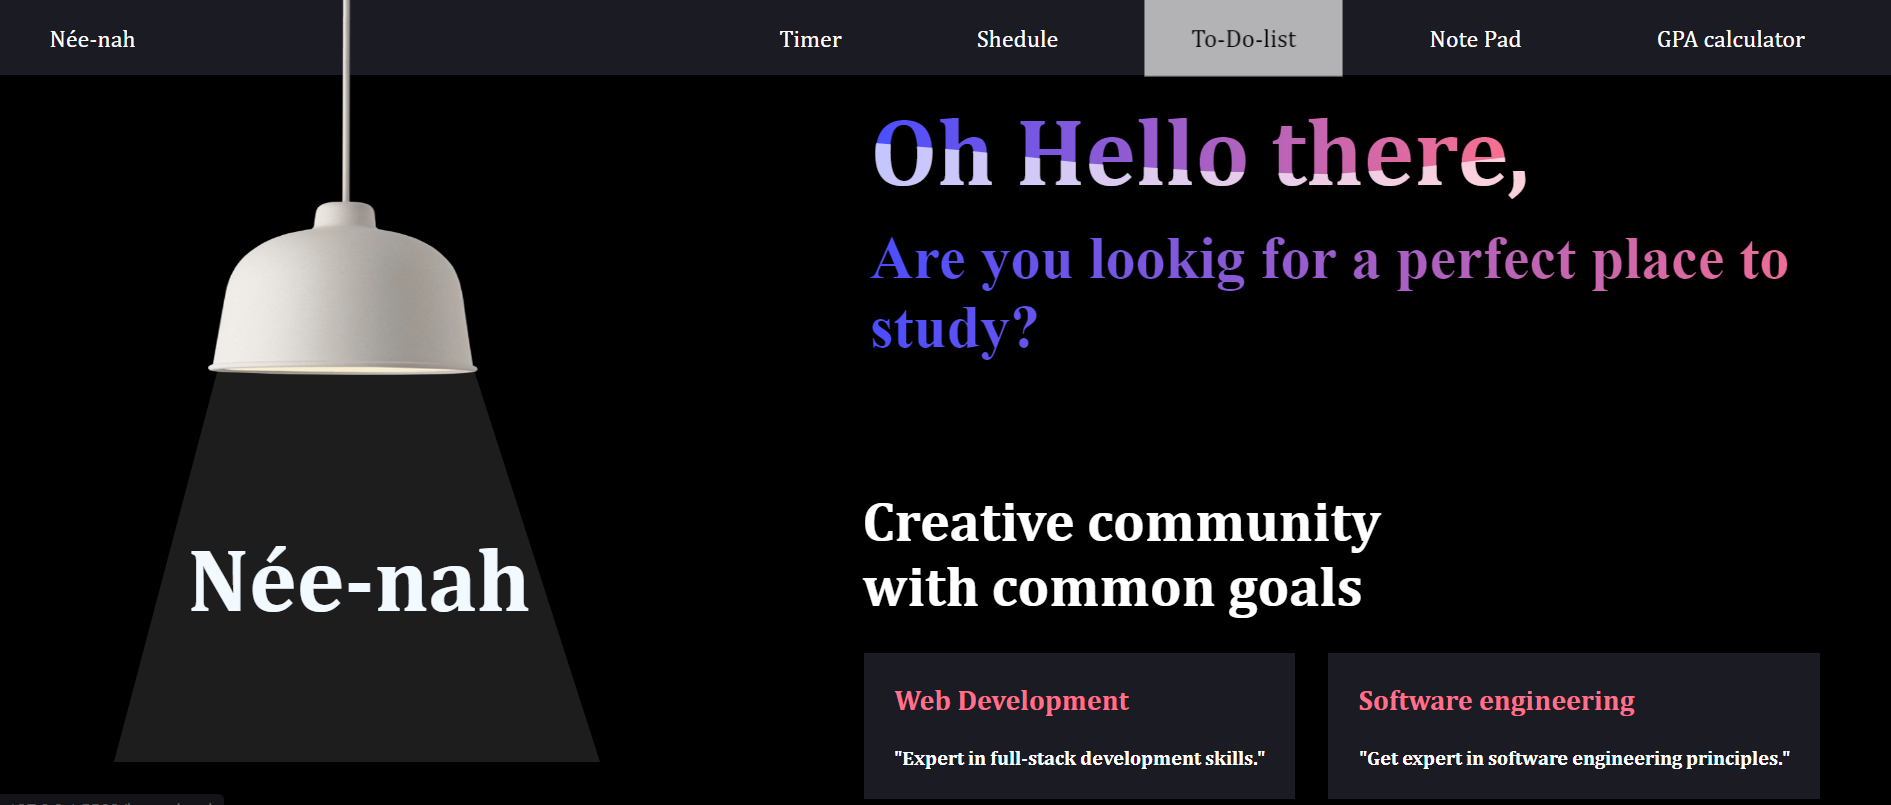 Née-nah
Timer
Shedule
To-Do-list
Note Pad
GPA calculator
Oh Hello there,
Are you lookig for a perfect place to
study?
Née-nah
Creative community
with common goals
Web Development
"Expert in full-stack development skills."
Software engineering
"Get expert in software engineering principles."